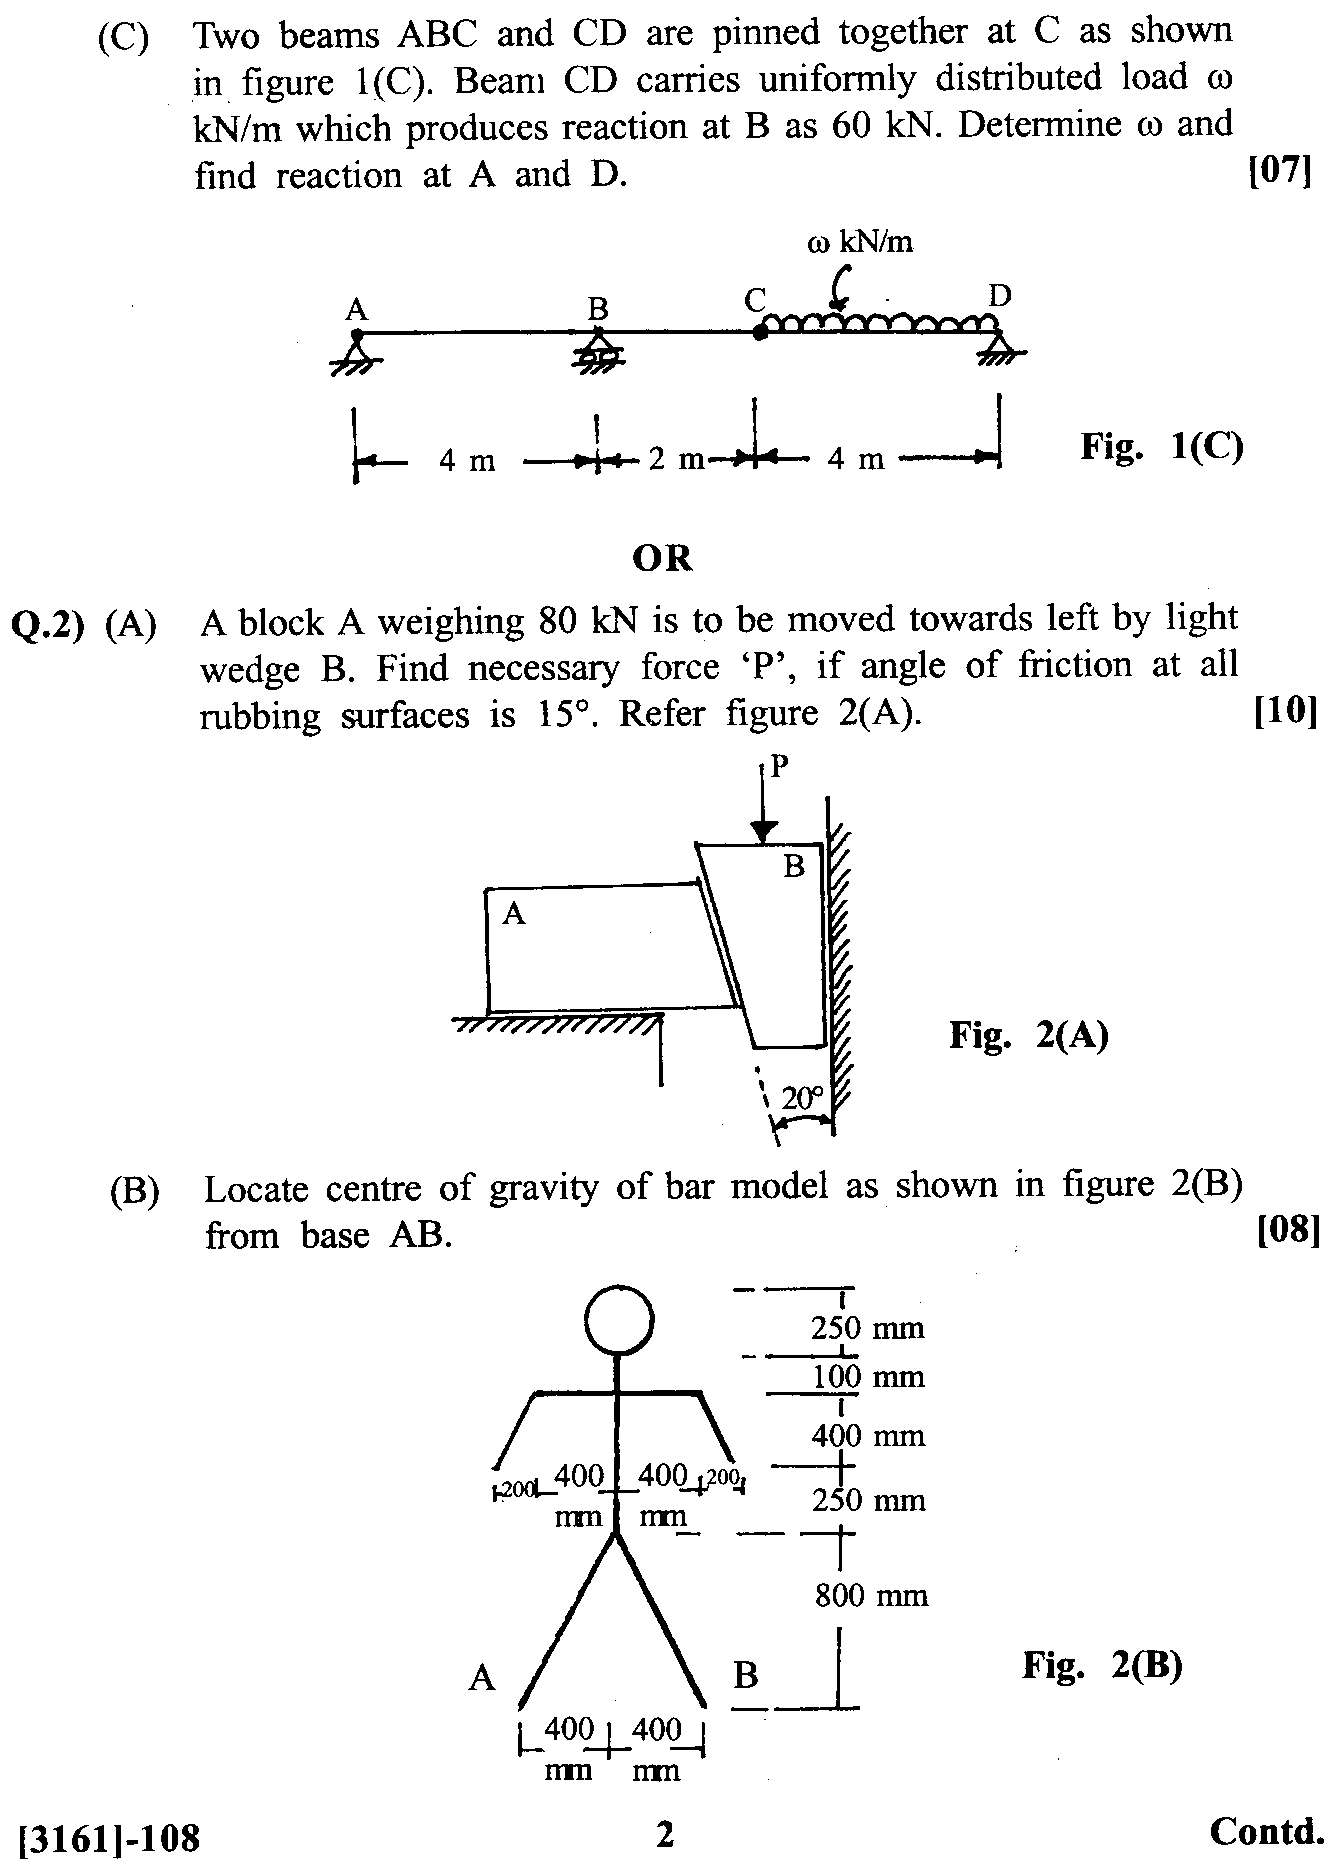 (C) Two beams ABC and CD are pinned together at C as shown
in figure 1(C). Beam CD carries uniformly distributed load ω
kN/m which produces reaction at B as 60 kN. Determine ω and
find reaction at A and D. [07]
ω kN/m
A B C D
4 m 2 m 4 m
Fig. 1(C)
OR
Q.2) (A) A block A weighing 80 kN is to be moved towards left by light
wedge B. Find necessary force ‘P’, if angle of friction at all
rubbing surfaces is 15°. Refer figure 2(A). [10]
P
B
A
Fig. 2(A)
20°
(B) Locate centre of gravity of bar model as shown in figure 2(B)
from base AB. [08]
250 mm
100 mm
400 mm
200 400 400 200
250 mm
mm mm
800 mm
A B
Fig. 2(B)
400 400
mm mm
[3161]-108 2 Contd.